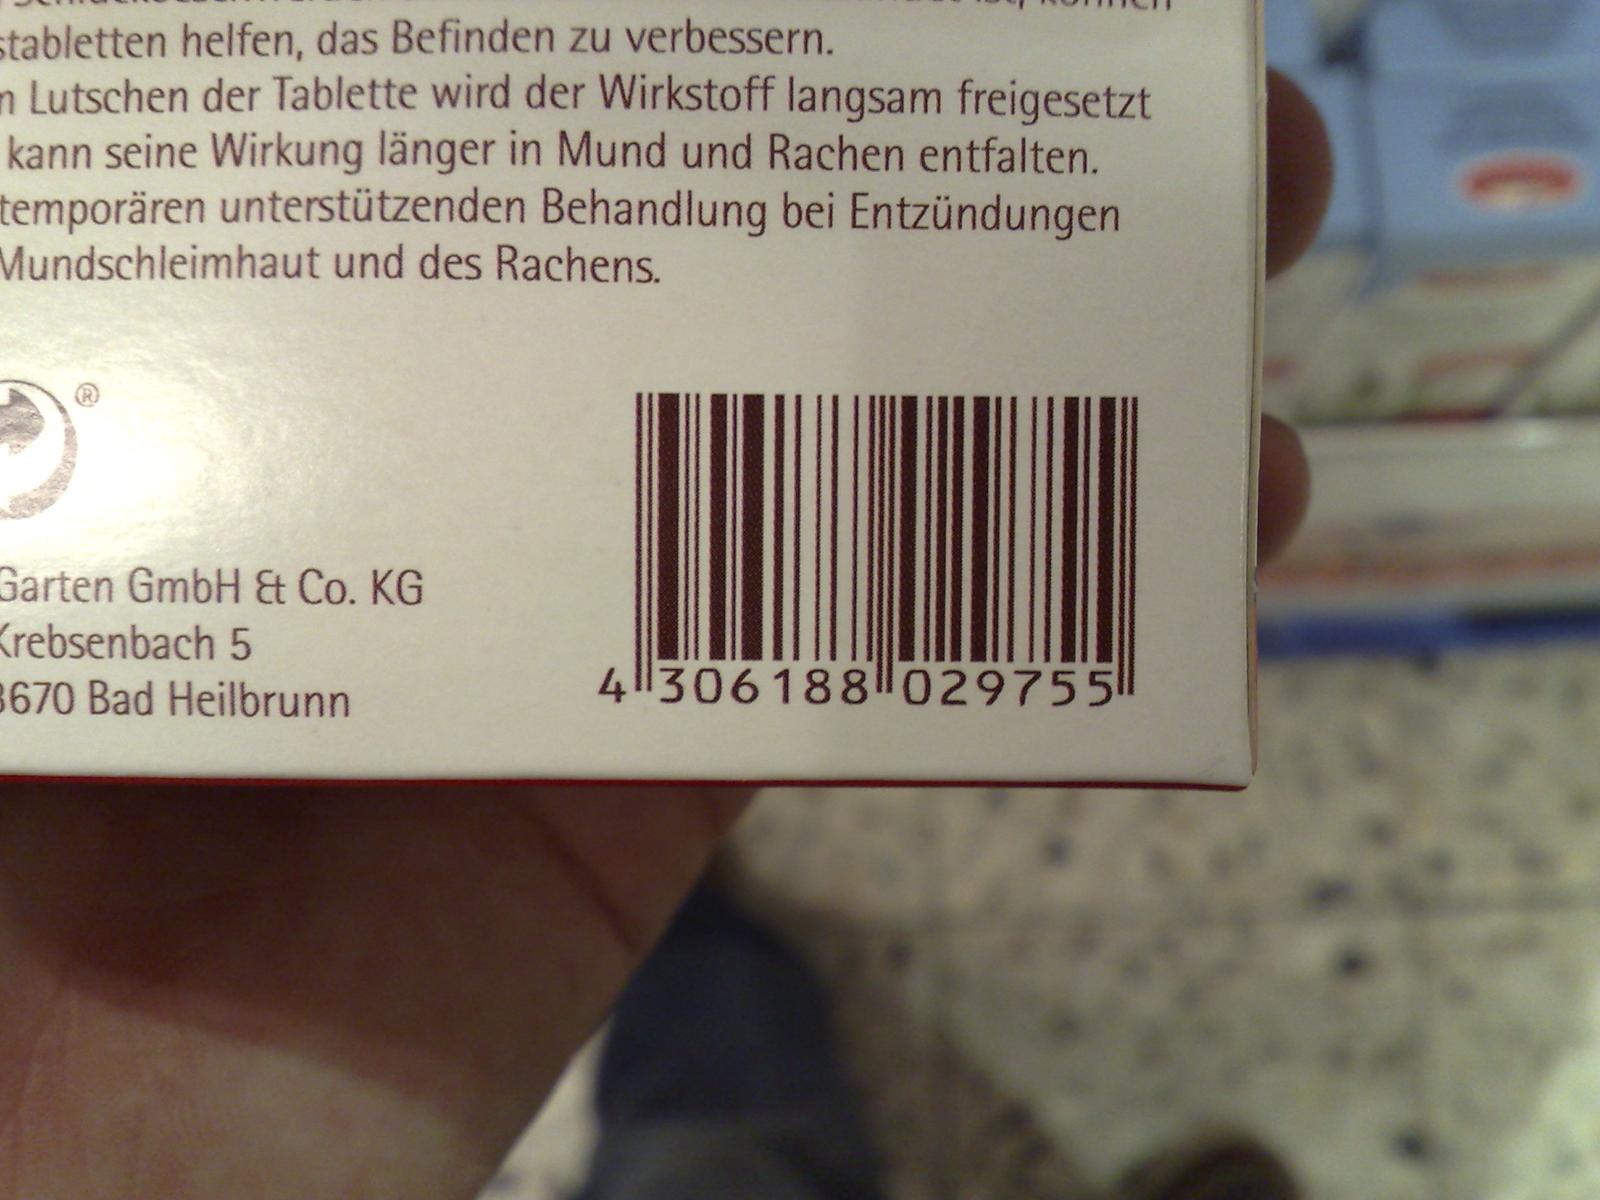 stabletten helfen, das Befinden zu verbessern.
n Lutschen der Tablette wird der Wirkstoff langsam freigesetzt
kann seine Wirkung länger in Mund und Rachen entfalten.
temporären unterstützenden Behandlung bei Entzündungen
Mundschleimhaut und des Rachens.
®
Garten GmbH & Co. KG
Krebsenbach 5
3670 Bad Heilbrunn
4 306188 029755